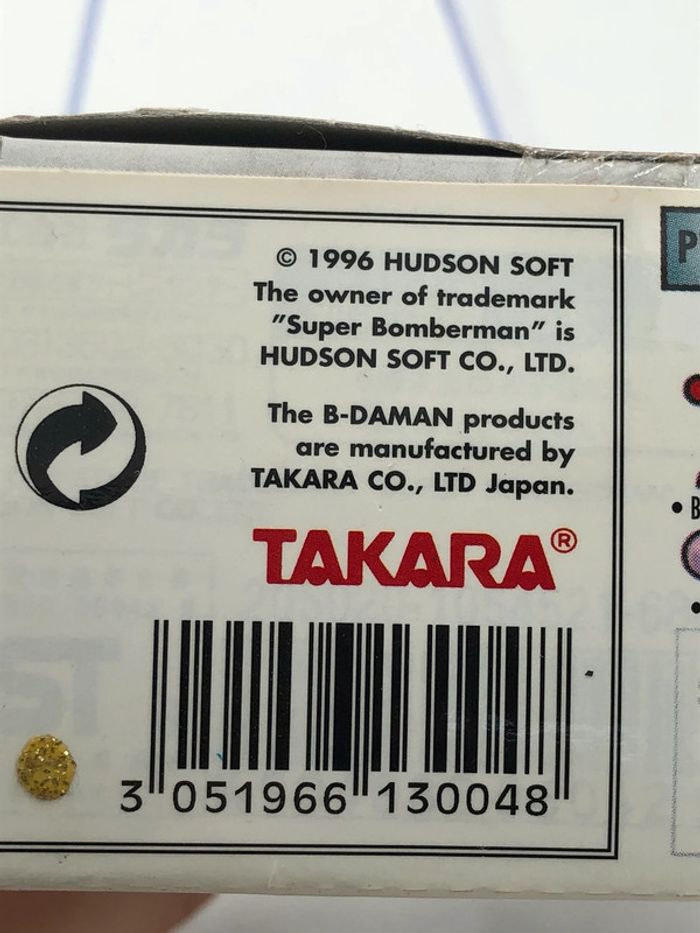 © 1996 HUDSON SOFT
The owner of trademark
"Super Bomberman" is
HUDSON SOFT CO., LTD.
The B-DAMAN products
are manufactured by
TAKARA CO., LTD Japan.
TAKARA®
3 051966 130048
P
• B